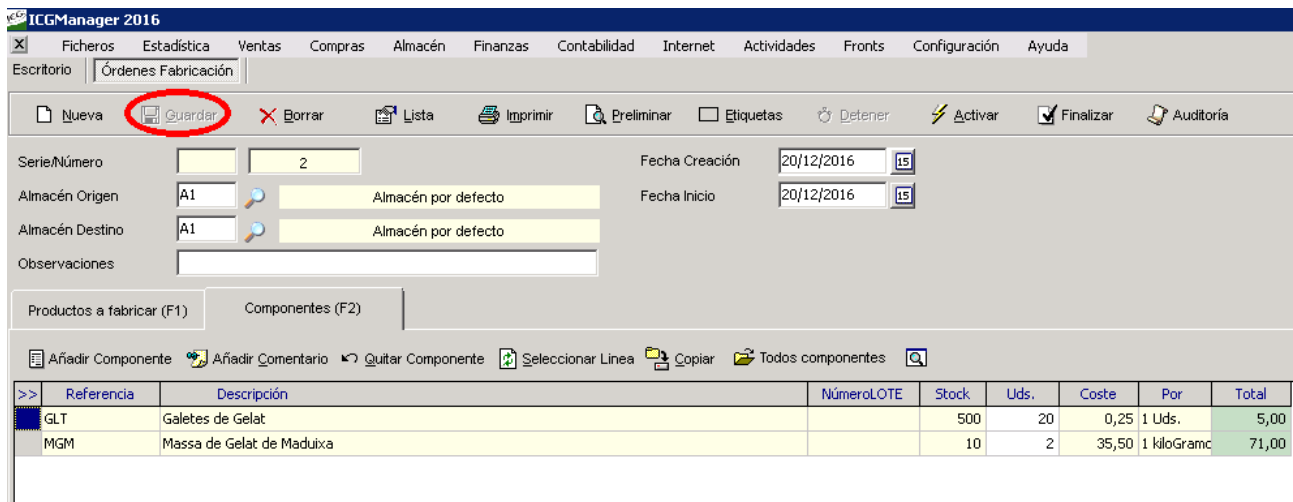 ICGManager 2016
X Ficheros Estadística Ventas Compras Almacén Finanzas Contabilidad Internet Actividades Fronts Configuración Ayuda
Escritorio Órdenes Fabricación
Nueva Guardar Borrar Lista Imprimir Preliminar Etiquetas Detener Activar Finalizar Auditoría
Serie/Número 2 Fecha Creación 20/12/2016 15
Almacén Origen A1 Almacén por defecto Fecha Inicio 20/12/2016 15
Almacén Destino A1 Almacén por defecto
Observaciones
Productos a fabricar (F1) Componentes (F2)
Añadir Componente Añadir Comentario Quitar Componente Seleccionar Linea Copiar Todos componentes
>> Referencia Descripción NúmeroLOTE Stock Uds. Coste Por Total
GLT Galetes de Gelat 500 20 0,25 1 Uds. 5,00
MGM Massa de Gelat de Maduixa 10 2 35,50 1 kiloGramo 71,00